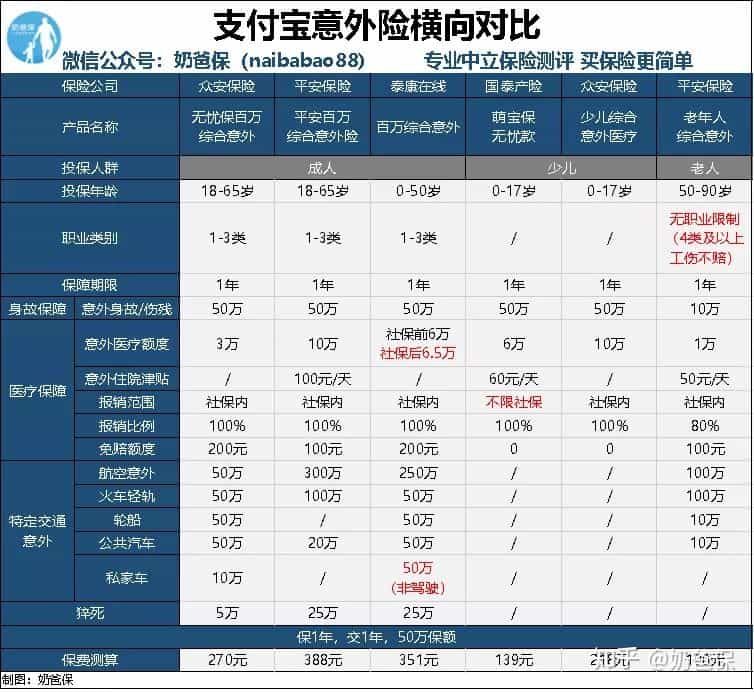 奶爸保
支付宝意外险横向对比
微信公众号：奶爸保（naibabao88） 专业中立保险测评 买保险更简单
保险公司 众安保险 平安保险 泰康在线 国泰产险 众安保险 平安保险
产品名称 无忧保百万综合意外 平安百万综合意外险 百万综合意外 萌宝保无忧款 少儿综合意外医疗 老年人综合意外
投保人群 成人 少儿 老人
投保年龄 18-65岁 18-65岁 0-50岁 0-17岁 0-17岁 50-90岁
职业类别 1-3类 1-3类 1-3类 / / 无职业限制（4类及以上工伤不赔）
保障期限 1年 1年 1年 1年 1年 1年
身故保障 意外身故/伤残 50万 50万 50万 50万 50万 10万
医疗保障
意外医疗额度 3万 10万 社保前6万 社保后6.5万 6万 10万 1万
意外住院津贴 / 100元/天 / 60元/天 / 50元/天
报销范围 社保内 社保内 社保内 不限社保 社保内 社保内
报销比例 100% 100% 100% 100% 100% 80%
免赔额度 200元 100元 200元 0 0 100元
特定交通意外
航空意外 50万 300万 250万 / / 100万
火车轻轨 50万 100万 50万 / / 100万
轮船 50万 / 50万 / / 10万
公共汽车 50万 20万 50万 / / 10万
私家车 10万 / 50万（非驾驶） / / /
猝死 5万 25万 25万 / / /
保1年，交1年，50万保额
保费测算 270元 388元 351元 139元
知乎 @奶爸保
制图：奶爸保